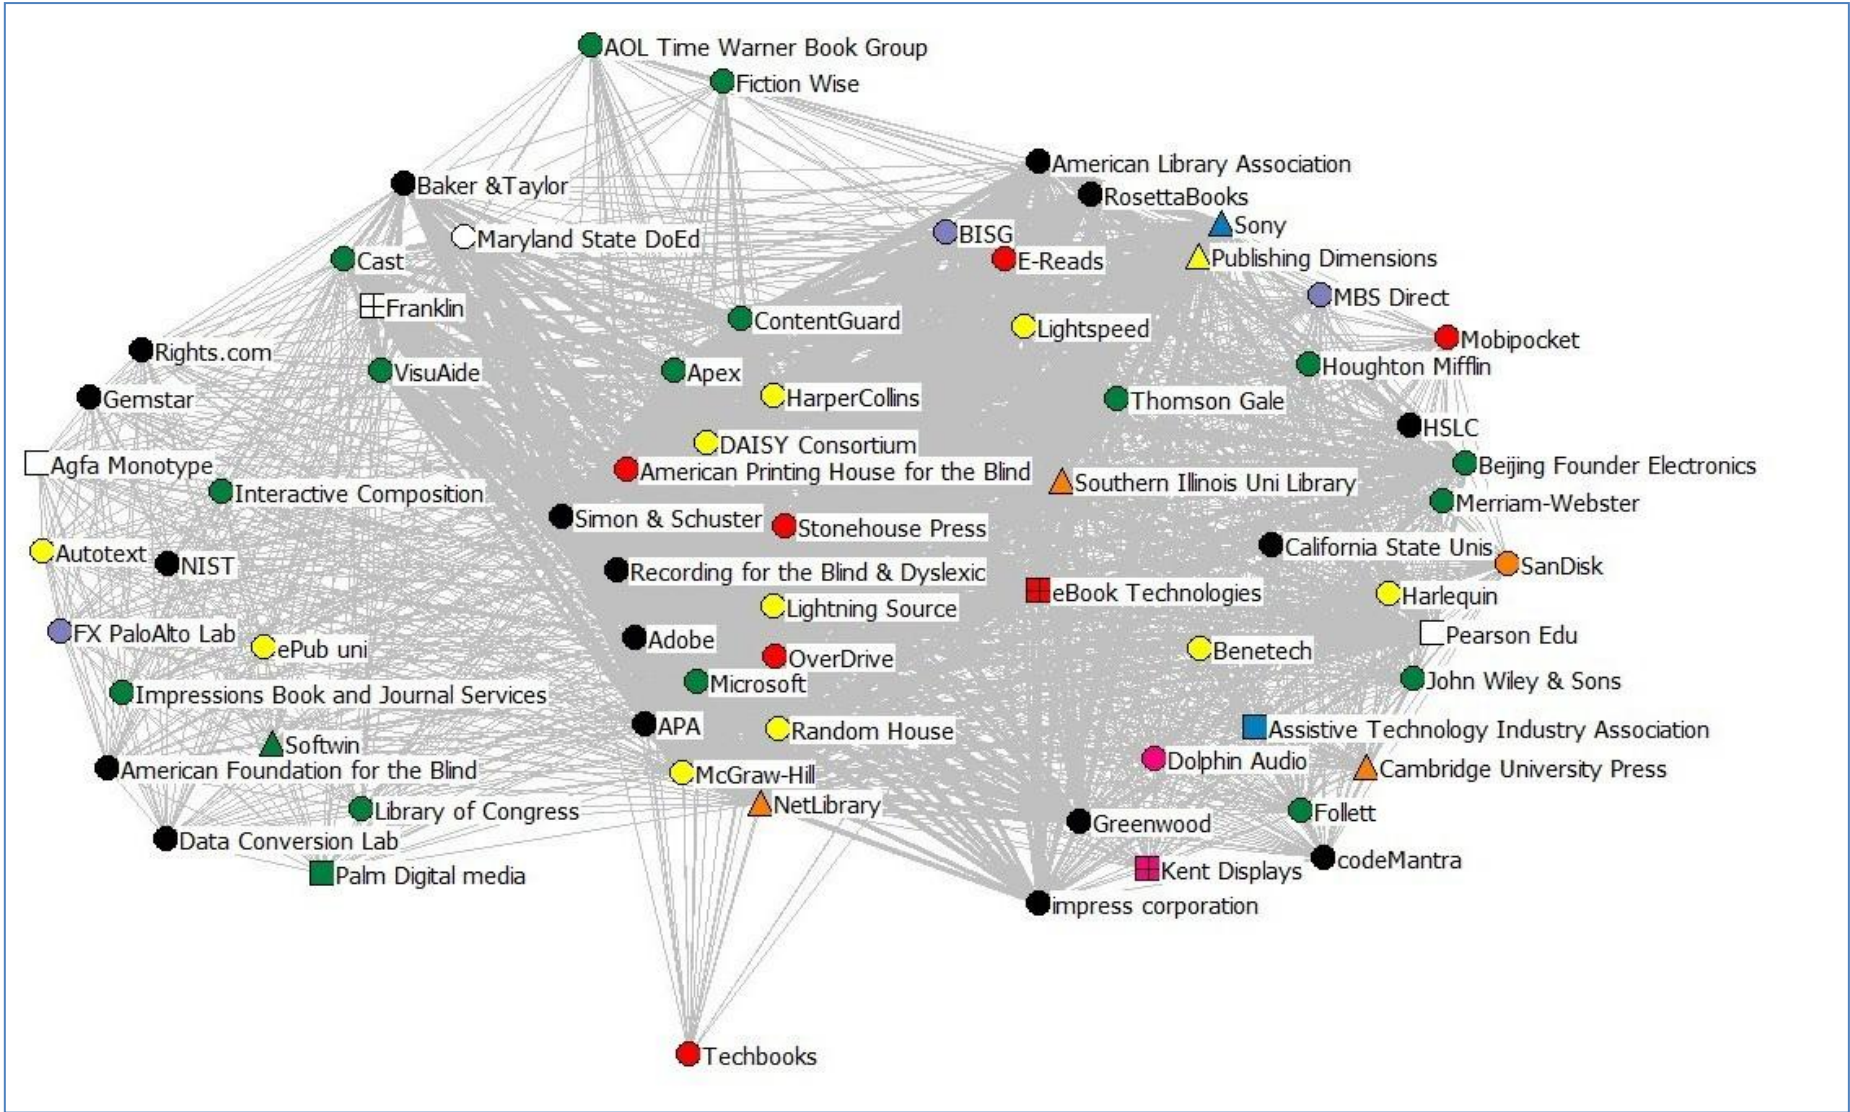 AOL Time Warner Book Group
Fiction Wise
American Library Association
Baker &Taylor
RosettaBooks
Sony
BISG
Maryland State DoEd
Publishing Dimensions
Cast
E-Reads
MBS Direct
Franklin
ContentGuard
Lightspeed
Mobipocket
Rights.com
Houghton Mifflin
VisuAide
Apex
Gemstar
HarperCollins
Thomson Gale
HSLC
DAISY Consortium
Agfa Monotype
Beijing Founder Electronics
American Printing House for the Blind
Southern Illinois Uni Library
Interactive Composition
Merriam-Webster
Simon & Schuster
Stonehouse Press
California State Unis
Autotext
NIST
SanDisk
Recording for the Blind & Dyslexic
eBook Technologies
Harlequin
Lightning Source
FX PaloAlto Lab
Pearson Edu
Adobe
ePub uni
Benetech
OverDrive
Microsoft
John Wiley & Sons
Impressions Book and Journal Services
APA
Random House
Assistive Technology Industry Association
Softwin
Dolphin Audio
American Foundation for the Blind
Cambridge University Press
McGraw-Hill
NetLibrary
Library of Congress
Follett
Greenwood
Data Conversion Lab
codeMantra
Kent Displays
Palm Digital media
impress corporation
Techbooks